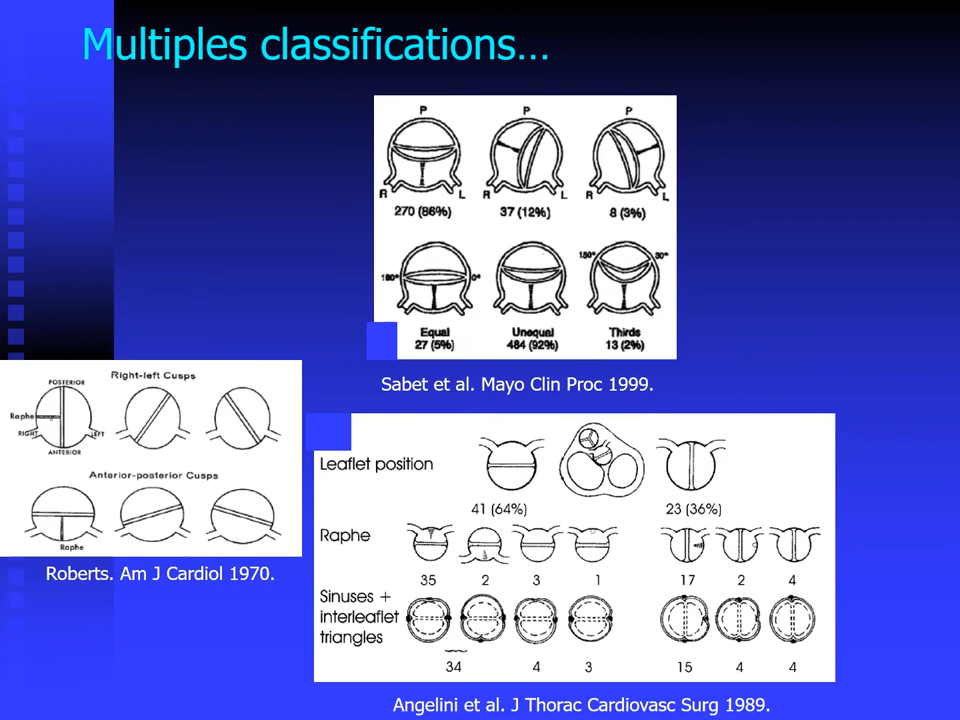 Multiples classifications…
P P P
R L R L R L
270 (86%) 37 (12%) 8 (3%)
180° 0° 150° 30°
Equal Unequal Thirds
27 (5%) 484 (92%) 13 (2%)
Sabet et al. Mayo Clin Proc 1999.
Right-left Cusps
POSTERIOR
Raphe
RIGHT LEFT
ANTERIOR
Anterior-posterior Cusps
Raphe
Roberts. Am J Cardiol 1970.
Leaflet position
41 (64%) 23 (36%)
Raphe
35 2 3 1 17 2 4
Sinuses +
interleaflet
triangles
34 4 3 15 4 4
Angelini et al. J Thorac Cardiovasc Surg 1989.